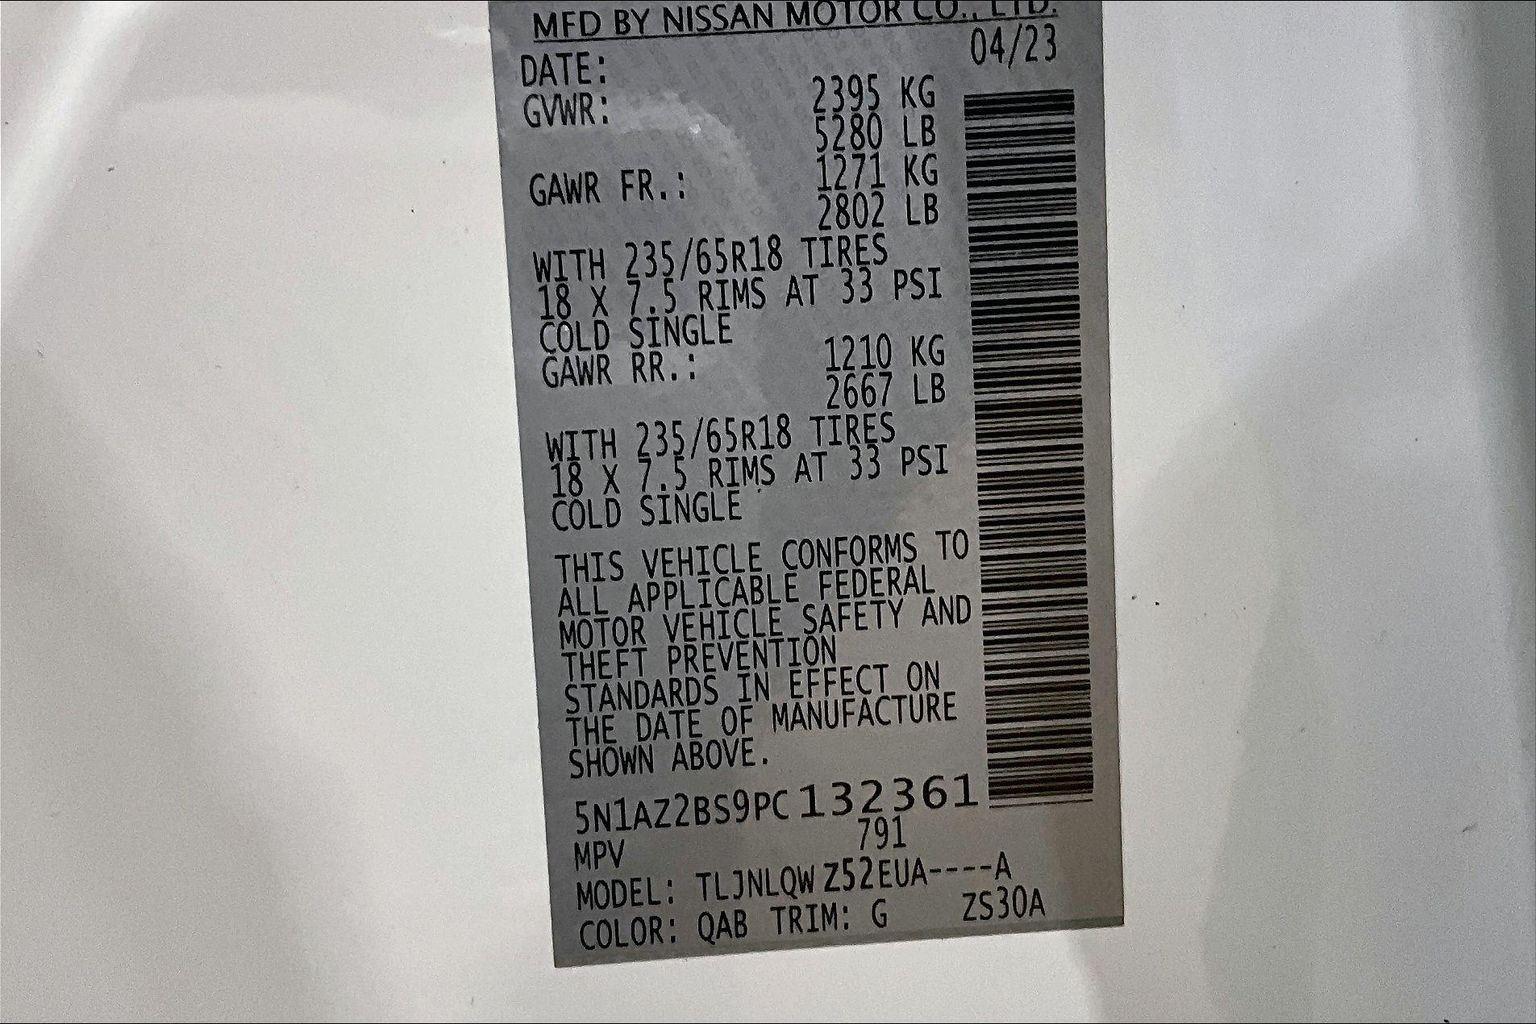 MFD BY NISSAN MOTOR CO., LTD.
DATE: 04/23
GVWR: 2395 KG
5280 LB
GAWR FR.: 1271 KG
2802 LB
WITH 235/65R18 TIRES
18 X 7.5 RIMS AT 33 PSI
COLD SINGLE
GAWR RR.: 1210 KG
2667 LB
WITH 235/65R18 TIRES
18 X 7.5 RIMS AT 33 PSI
COLD SINGLE
THIS VEHICLE CONFORMS TO
ALL APPLICABLE FEDERAL
MOTOR VEHICLE SAFETY AND
THEFT PREVENTION
STANDARDS IN EFFECT ON
THE DATE OF MANUFACTURE
SHOWN ABOVE.
5N1AZ2BS9PC132361
MPV 791
MODEL: TLJNLQWZ52EUA----A
COLOR: QAB TRIM: G ZS30A